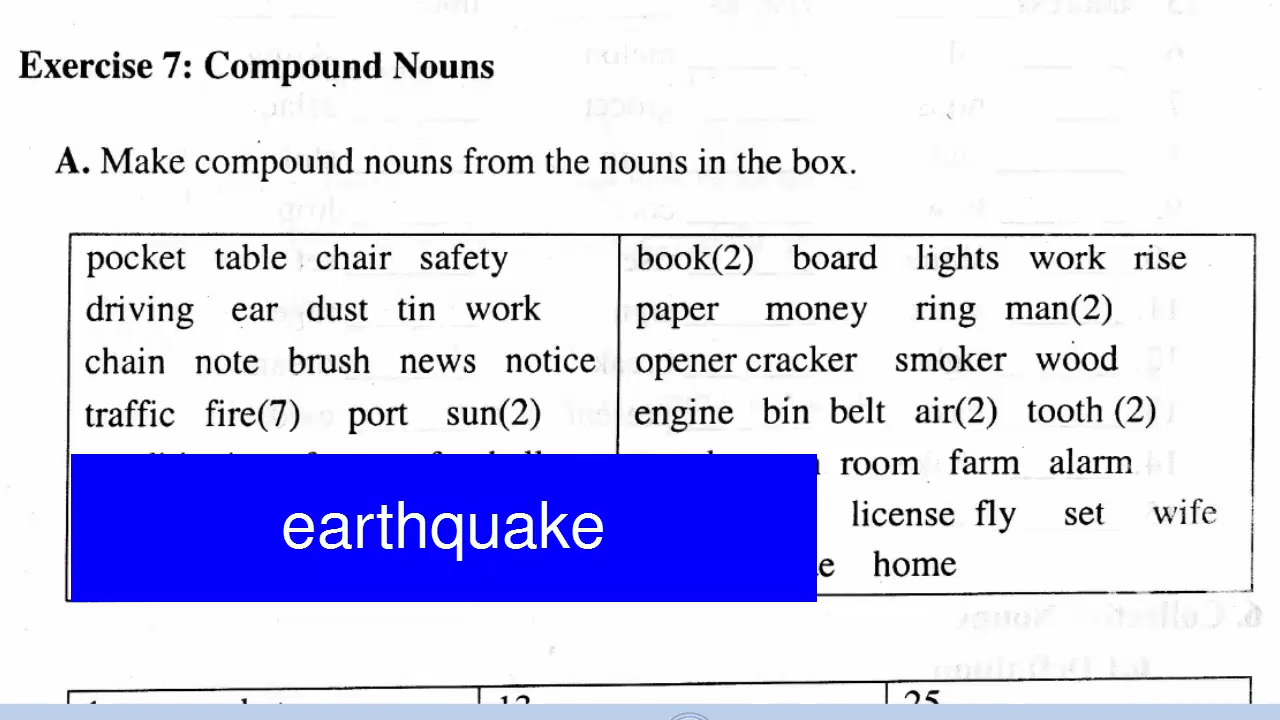 Exercise 7: Compound Nouns
A. Make compound nouns from the nouns in the box.
pocket table chair safety
driving ear dust tin work
chain note brush news notice
traffic fire(7) port sun(2)
book(2) board lights work rise
paper money ring man(2)
opener cracker smoker wood
engine bin belt air(2) tooth (2)
room farm alarm
license fly set wife
home
earthquake